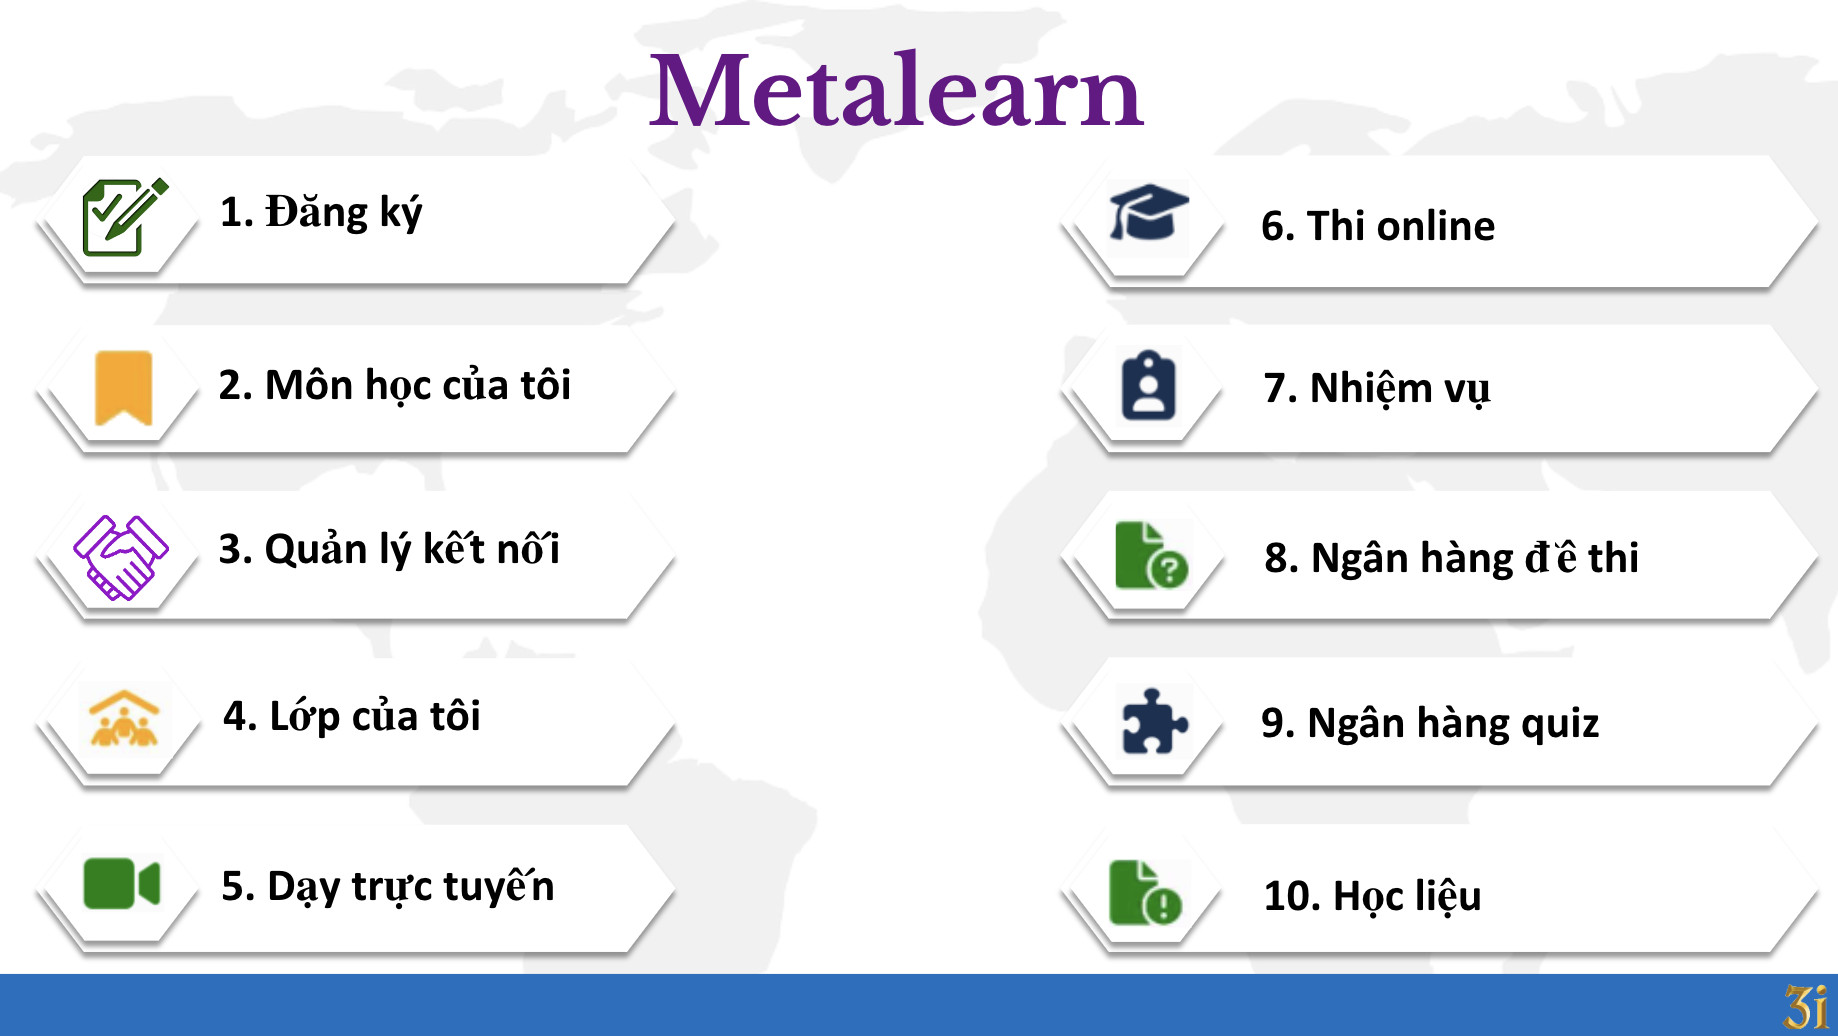 Metalearn
1. Đăng ký
2. Môn học của tôi
3. Quản lý kết nối
4. Lớp của tôi
5. Dạy trực tuyến
6. Thi online
7. Nhiệm vụ
8. Ngân hàng đề thi
9. Ngân hàng quiz
10. Học liệu
3i